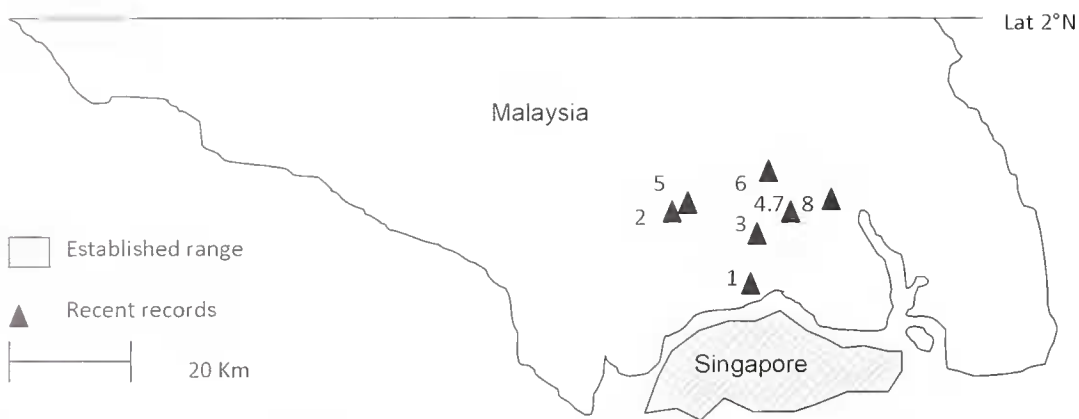 Lat 2°N
Malaysia
5
6
2
4.7
8
3
Established range
1
Recent records
Singapore
20 Km